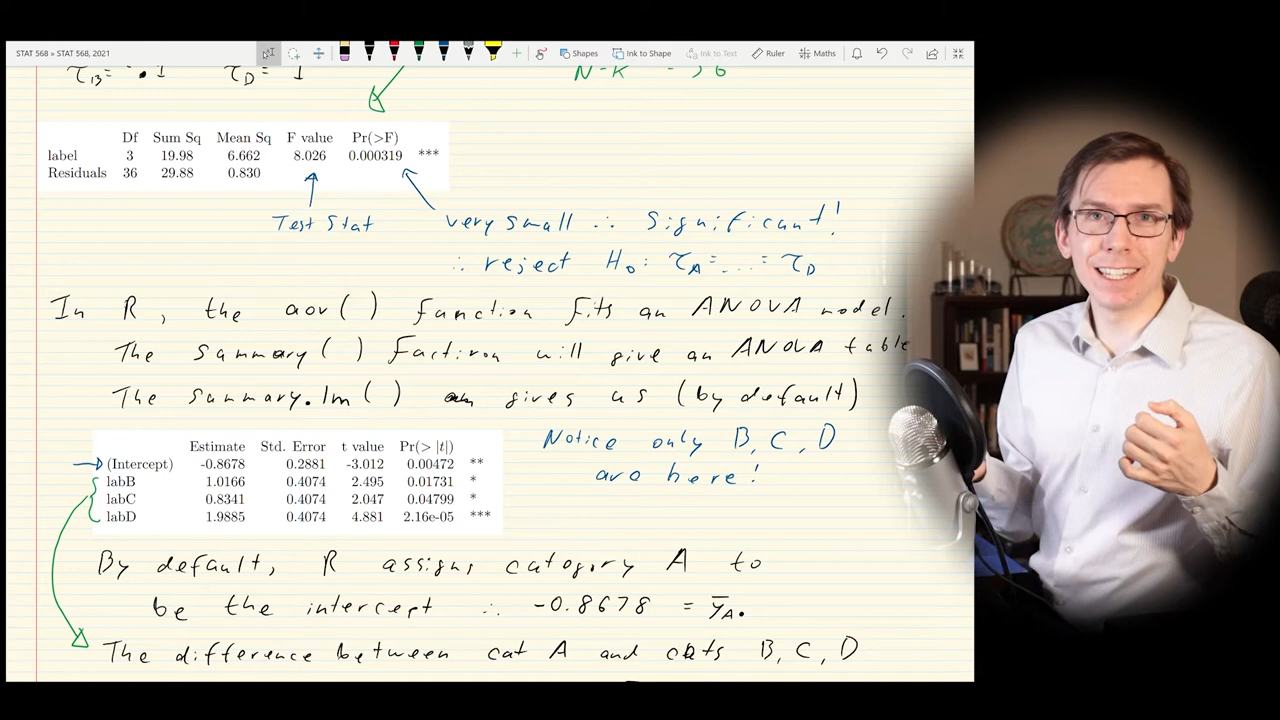 STAT 568 » STAT 568, 2021
Shapes Ink to Shape Ink to Text Ruler Maths
τB = .1 τD = 1 N-K = 36
Df Sum Sq Mean Sq F value Pr(>F)
label 3 19.98 6.662 8.026 0.000319 ***
Residuals 36 29.88 0.830
Test Stat very small ∴ Significant!
∴ reject H0: τA = ... = τD
In R, the aov( ) function fits an ANOVA model.
The summary( ) Factiron will give an ANOVA table
The summary.lm( ) gives us (by default)
Estimate Std. Error t value Pr(> |t|)
(Intercept) -0.8678 0.2881 -3.012 0.00472 **
labB 1.0166 0.4074 2.495 0.01731 *
labC 0.8341 0.4074 2.047 0.04799 *
labD 1.9885 0.4074 4.881 2.16e-05 ***
Notice only B, C, D
are here!
By default, R assigns category A to
be the intercept ∴ -0.8678 = ȳA.
The difference between cat A and cats B, C, D